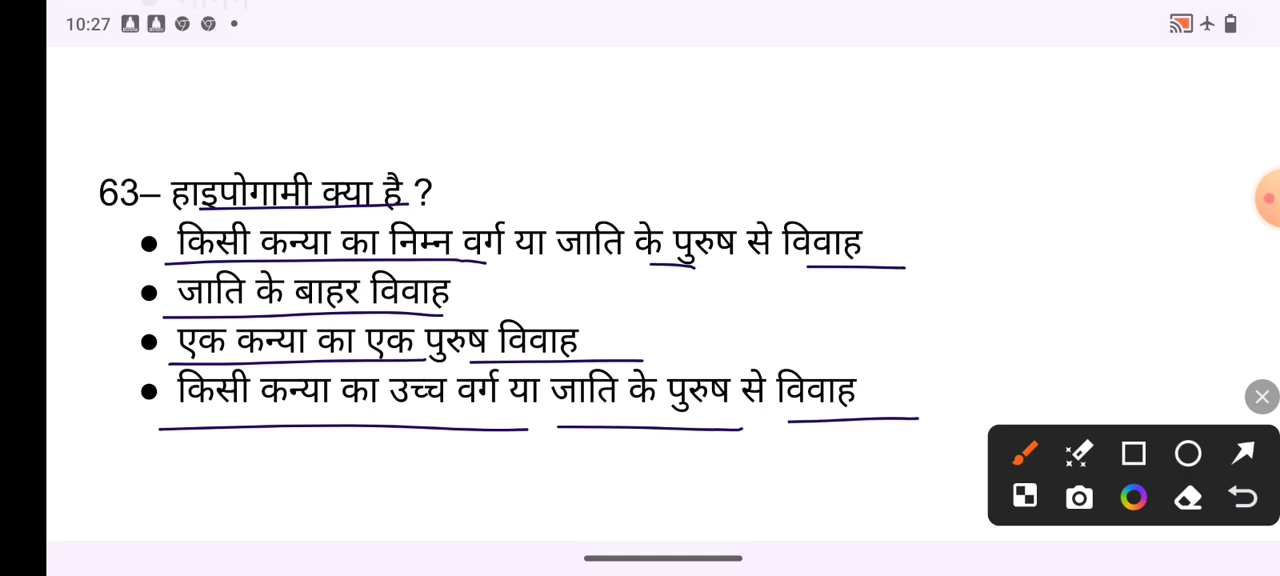 10:27
63– हाइपोगामी क्या है ?
● किसी कन्या का निम्न वर्ग या जाति के पुरुष से विवाह
● जाति के बाहर विवाह
● एक कन्या का एक पुरुष विवाह
● किसी कन्या का उच्च वर्ग या जाति के पुरुष से विवाह